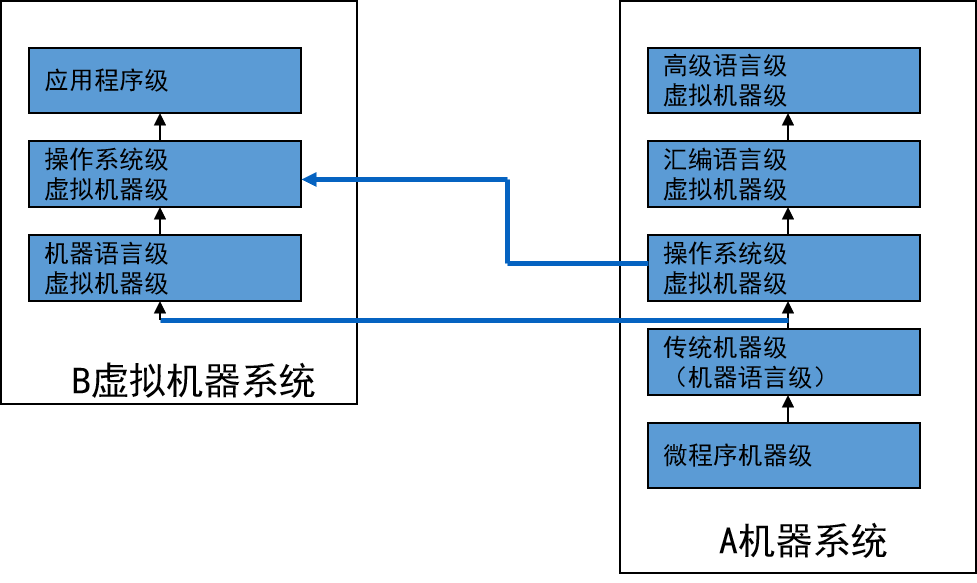 应用程序级
操作系统级
虚拟机器级
机器语言级
虚拟机器级
B虚拟机器系统
高级语言级
虚拟机器级
汇编语言级
虚拟机器级
操作系统级
虚拟机器级
传统机器级
（机器语言级）
微程序机器级
A机器系统